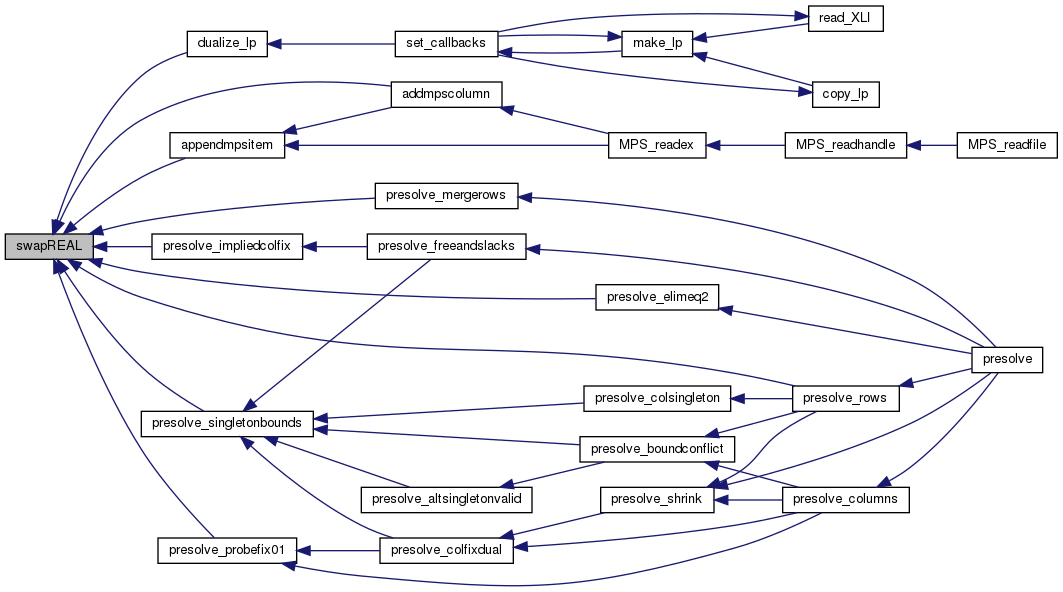 read_XLI
dualize_lp
set_callbacks
make_lp
addmpscolumn
copy_lp
appendmpsitem
MPS_readex
MPS_readhandle
MPS_readfile
presolve_mergerows
swapREAL
presolve_impliedcolfix
presolve_freeandslacks
presolve_elimeq2
presolve
presolve_colsingleton
presolve_rows
presolve_singletonbounds
presolve_boundconflict
presolve_altsingletonvalid
presolve_shrink
presolve_columns
presolve_probefix01
presolve_colfixdual